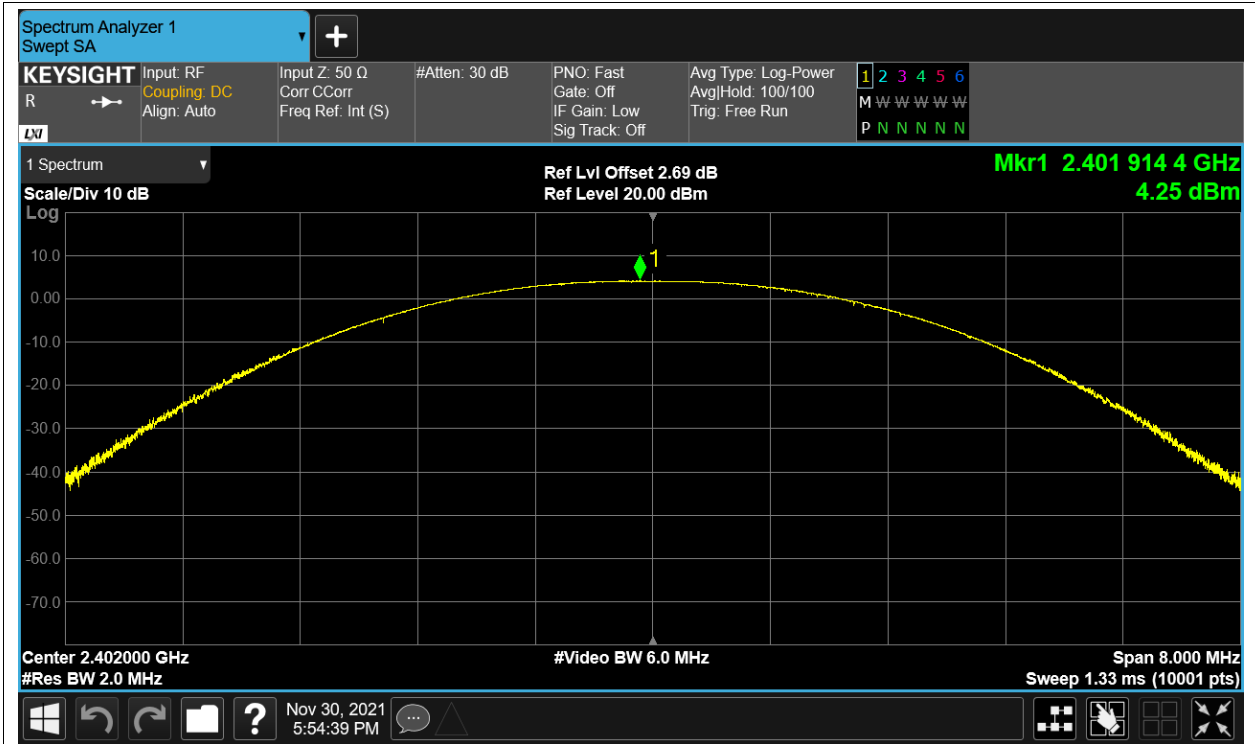 Spectrum Analyzer 1
Swept SA
+
KEYSIGHT
R
LXI
Input: RF
Coupling: DC
Align: Auto
Input Z: 50 Ω
Corr CCorr
Freq Ref: Int (S)
#Atten: 30 dB
PNO: Fast
Gate: Off
IF Gain: Low
Sig Track: Off
Avg Type: Log-Power
Avg|Hold: 100/100
Trig: Free Run
1 2 3 4 5 6
M W W W W W
P N N N N N
1 Spectrum
Scale/Div 10 dB
Log
Ref Lvl Offset 2.69 dB
Ref Level 20.00 dBm
Mkr1 2.401 914 4 GHz
4.25 dBm
1
10.0
0.00
-10.0
-20.0
-30.0
-40.0
-50.0
-60.0
-70.0
Center 2.402000 GHz
#Res BW 2.0 MHz
#Video BW 6.0 MHz
Span 8.000 MHz
Sweep 1.33 ms (10001 pts)
?
Nov 30, 2021
5:54:39 PM